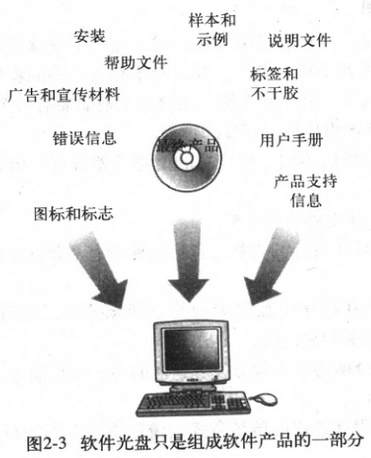 安装
样本和
示例
说明文件
帮助文件
标签和
不干胶
广告和宣传材料
错误信息
最终产品
用户手册
产品支持
信息
图标和标志
图2-3 软件光盘只是组成软件产品的一部分